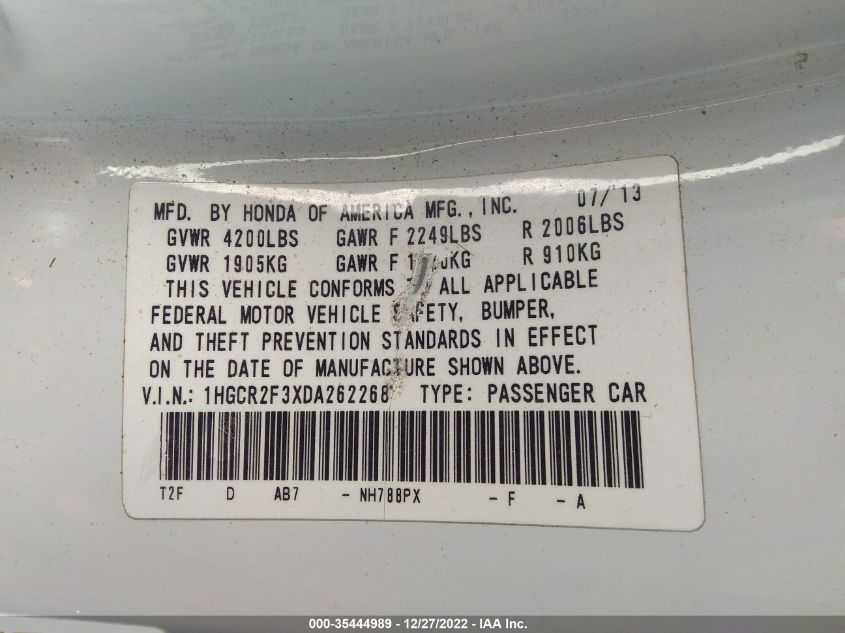 MFD. BY HONDA OF AMERICA MFG., INC. 07/13
GVWR 4200LBS GAWR F 2249LBS R 2006LBS
GVWR 1905KG GAWR F R 910KG
THIS VEHICLE CONFORMS ALL APPLICABLE
FEDERAL MOTOR VEHICLE SAFETY, BUMPER,
AND THEFT PREVENTION STANDARDS IN EFFECT
ON THE DATE OF MANUFACTURE SHOWN ABOVE.
V.I.N.: 1HGCR2F3XDA262268 TYPE: PASSENGER CAR
T2F D AB7 - NH788PX - F - A
000-35444989 - 12/27/2022 - IAA Inc.